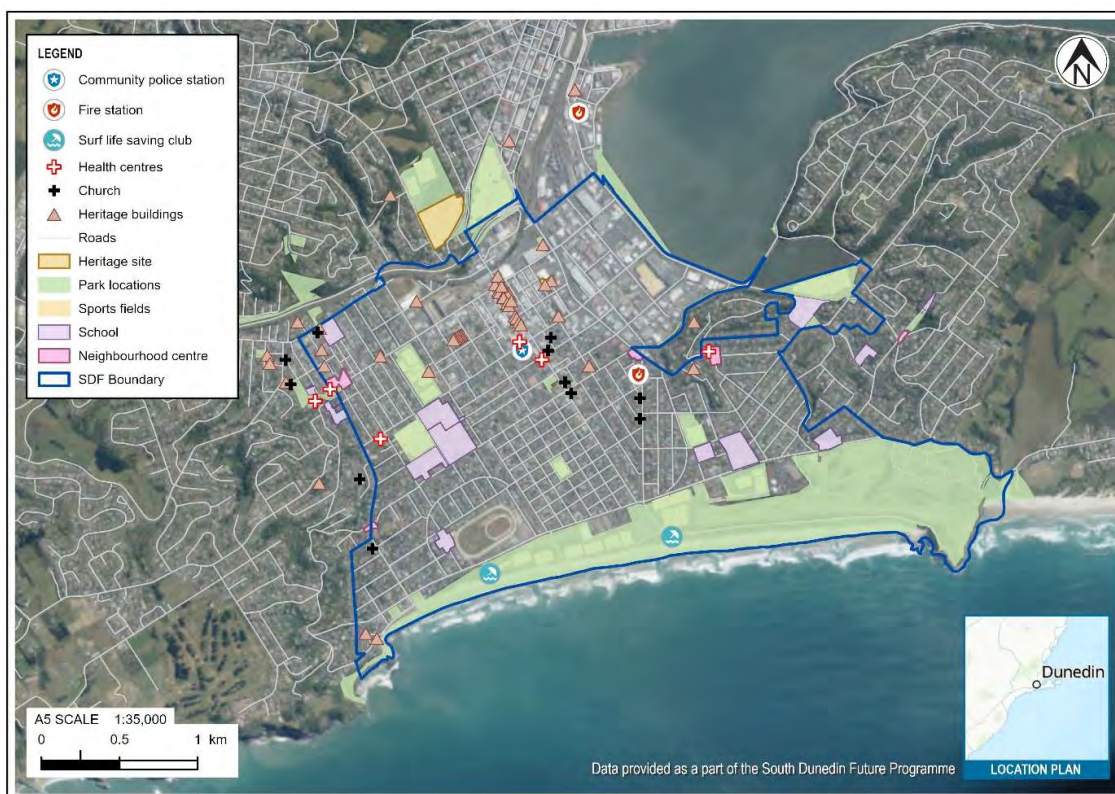 LEGEND
Community police station
Fire station
Surf life saving club
Health centres
Church
Heritage buildings
Roads
Heritage site
Park locations
Sports fields
School
Neighbourhood centre
SDF Boundary
N
A5 SCALE 1:35,000
0 0.5 1 km
Data provided as a part of the South Dunedin Future Programme
Dunedin
LOCATION PLAN